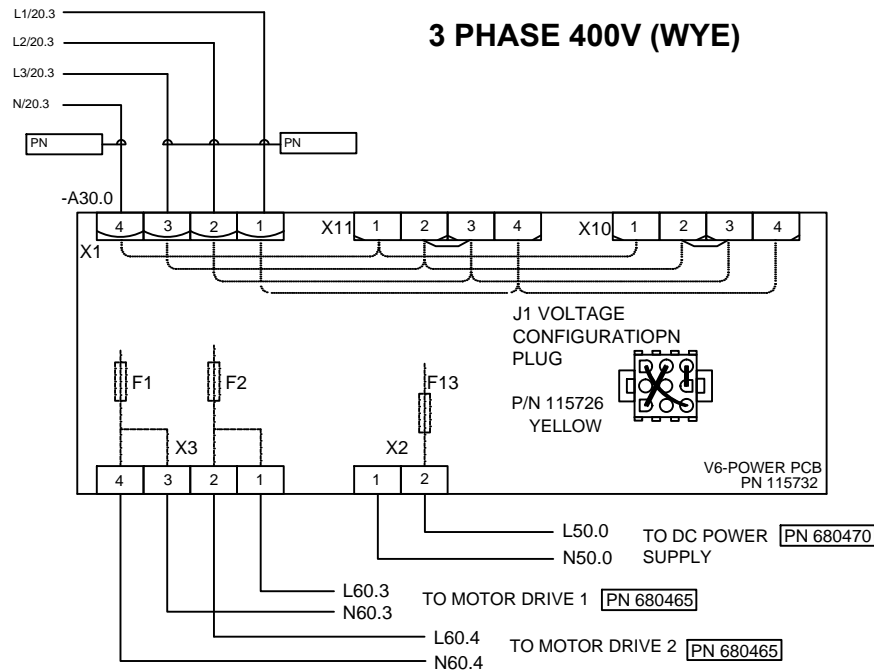 3 PHASE 400V (WYE)
L1/20.3
L2/20.3
L3/20.3
N/20.3
PN
PN
-A30.0
4 3 2 1
X1
X11
1 2 3 4
X10
1 2 3 4
J1 VOLTAGE
CONFIGURATIOPN
PLUG
P/N 115726
YELLOW
F1
F2
F13
X3
X2
4 3 2 1
1 2
V6-POWER PCB
PN 115732
L50.0
N50.0
TO DC POWER
SUPPLY
PN 680470
L60.3
N60.3
TO MOTOR DRIVE 1
PN 680465
L60.4
N60.4
TO MOTOR DRIVE 2
PN 680465